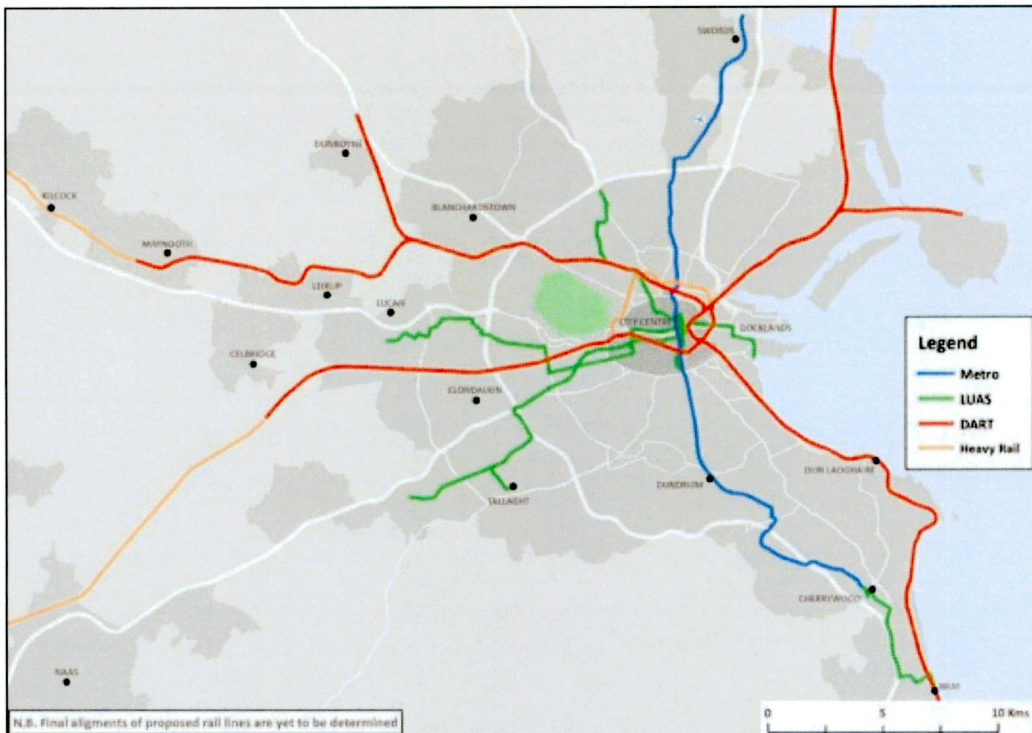 SWORDS
DUNBOYNE
KILCOCK
BLANCHARDSTOWN
MAYNOOTH
LEIXLIP
LUCAN
CITY CENTRE
DOCKLANDS
CELBRIDGE
CLONDALKIN
Legend
Metro
LUAS
DART
Heavy Rail
DUN LAOGHAIRE
DUNDRUM
TALLAGHT
CHERRYWOOD
NAAS
BRAY
N.B. Final aligments of proposed rail lines are yet to be determined
0 5 10 Kms